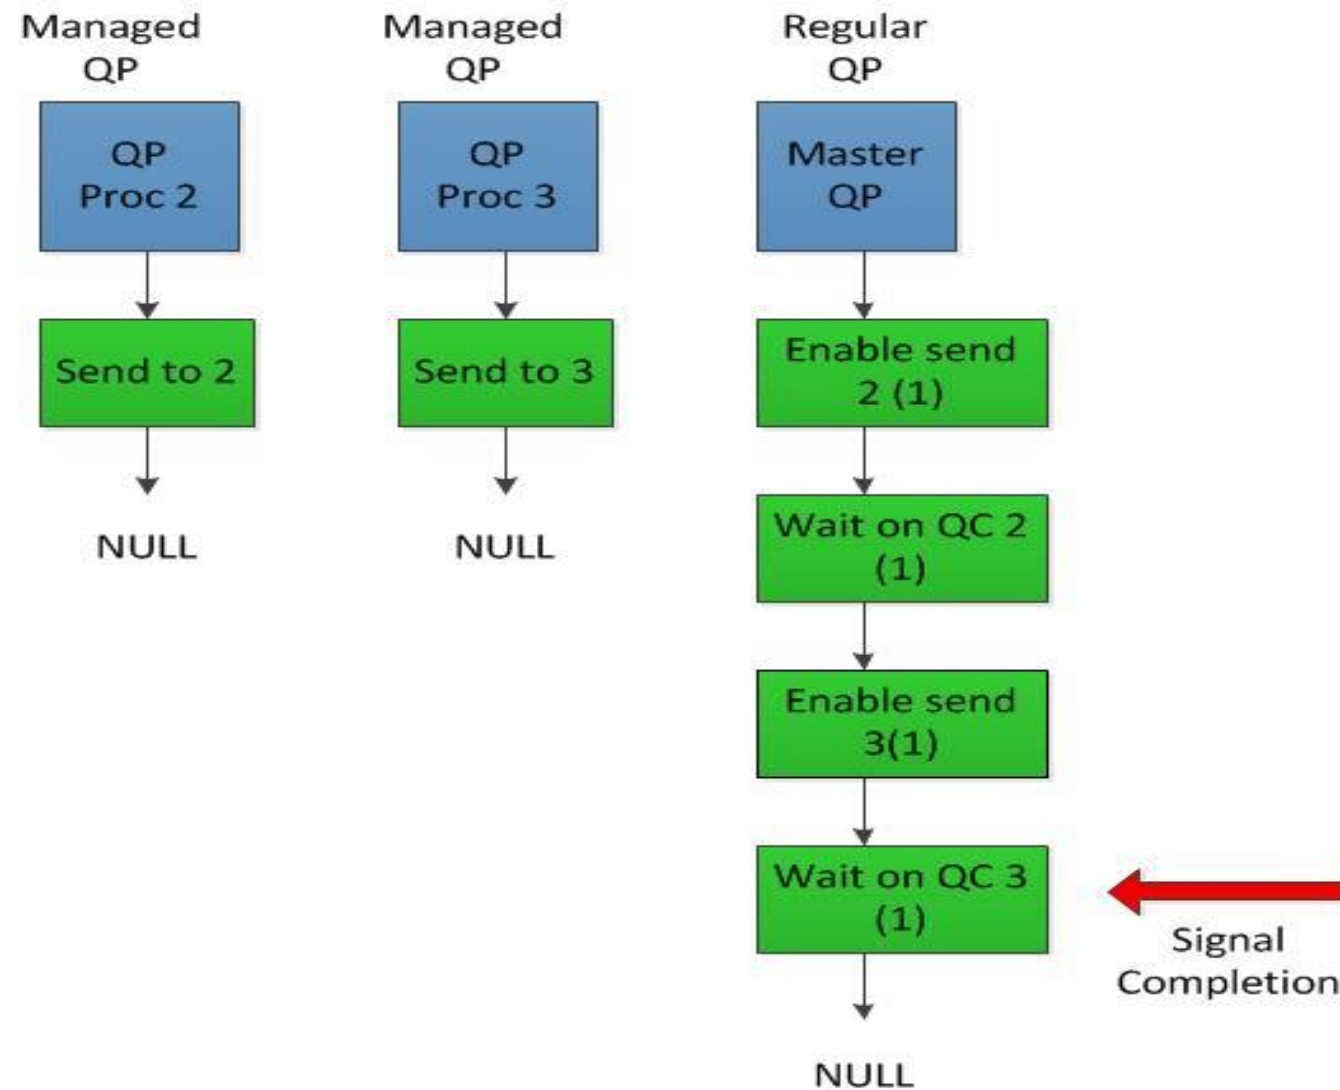 Managed
QP
QP
Proc 2
Send to 2
NULL
Managed
QP
QP
Proc 3
Send to 3
NULL
Regular
QP
Master
QP
Enable send
2 (1)
Wait on QC 2
(1)
Enable send
3(1)
Wait on QC 3
(1)
NULL
Signal
Completion